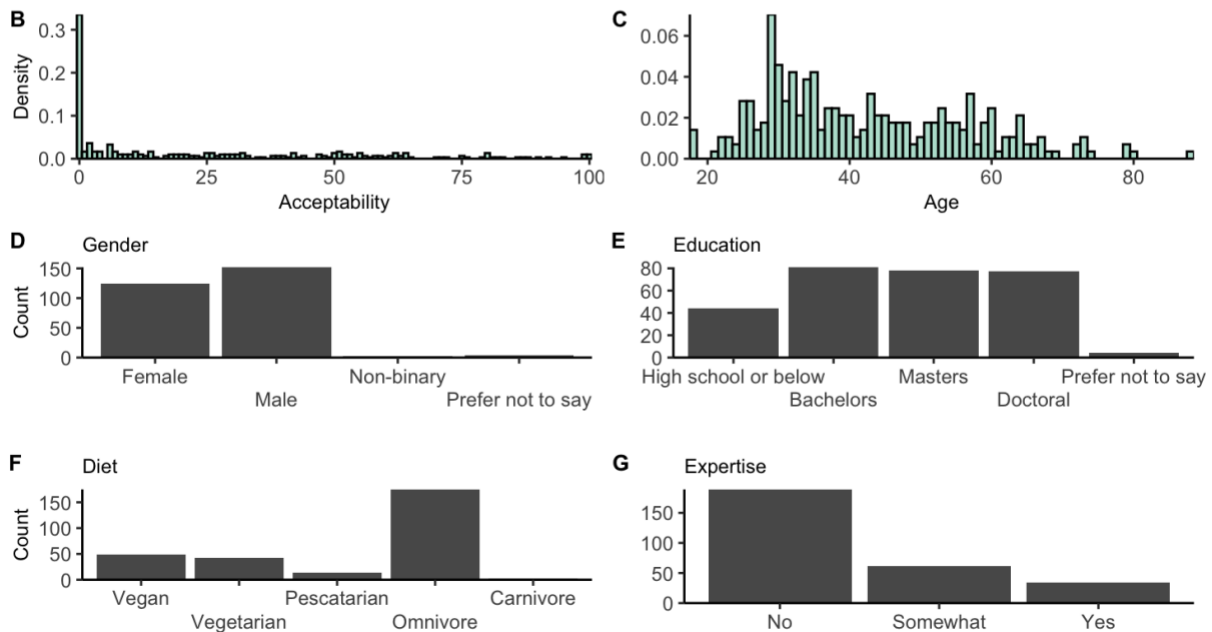 B
0.3
0.2
0.1
0.0
Density
0 25 50 75 100
Acceptability
C
0.06
0.04
0.02
0.00
20 40 60 80
Age
D Gender
150
100
50
0
Count
Female Non-binary
Male Prefer not to say
E Education
80
60
40
20
0
High school or below Masters Prefer not to say
Bachelors Doctoral
F Diet
150
100
50
0
Count
Vegan Pescatarian Carnivore
Vegetarian Omnivore
G Expertise
150
100
50
0
No Somewhat Yes